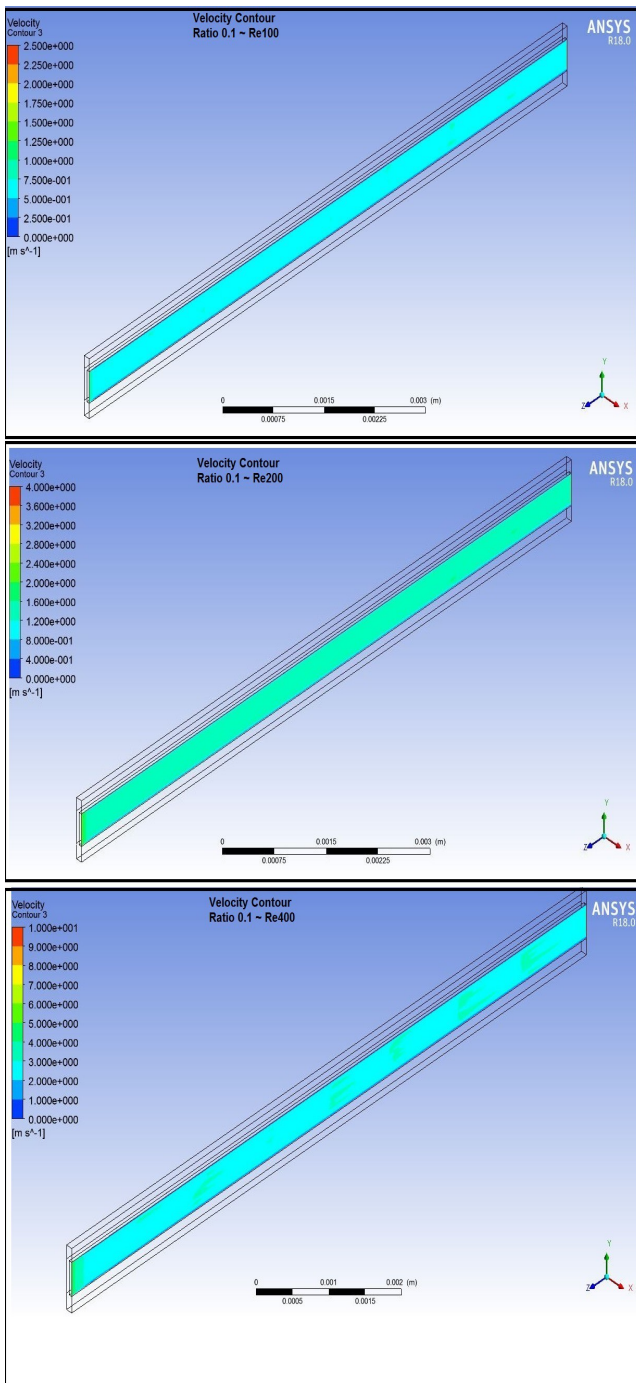 Velocity
Contour 3
Velocity Contour
Ratio 0.1 ~ Re100
ANSYS
R18.0
2.500e+000
2.250e+000
2.000e+000
1.750e+000
1.500e+000
1.250e+000
1.000e+000
7.500e-001
5.000e-001
2.500e-001
0.000e+000
[m s^-1]
0 0.0015 0.003 (m)
0.00075 0.00225
Y
Z X
Velocity
Contour 3
Velocity Contour
Ratio 0.1 ~ Re200
ANSYS
R18.0
4.000e+000
3.600e+000
3.200e+000
2.800e+000
2.400e+000
2.000e+000
1.600e+000
1.200e+000
8.000e-001
4.000e-001
0.000e+000
[m s^-1]
0 0.0015 0.003 (m)
0.00075 0.00225
Y
Z X
Velocity
Contour 3
Velocity Contour
Ratio 0.1 ~ Re400
ANSYS
R18.0
1.000e+001
9.000e+000
8.000e+000
7.000e+000
6.000e+000
5.000e+000
4.000e+000
3.000e+000
2.000e+000
1.000e+000
0.000e+000
[m s^-1]
0 0.001 0.002 (m)
0.0005 0.0015
Y
Z X